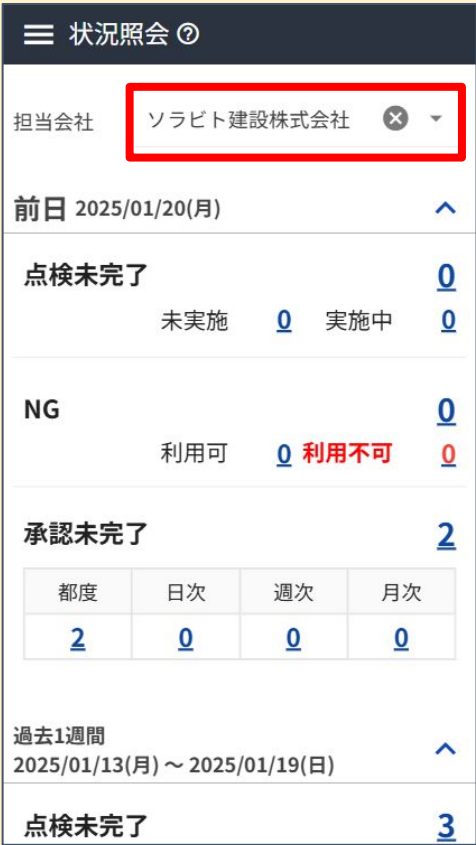 状況照会
担当会社 ソラビト建設株式会社
前日 2025/01/20(月)
点検未完了 0
未実施 0 実施中 0
NG 0
利用可 0 利用不可 0
承認未完了 2
都度 日次 週次 月次
2 0 0 0
過去1週間
2025/01/13(月) ～ 2025/01/19(日)
点検未完了 3